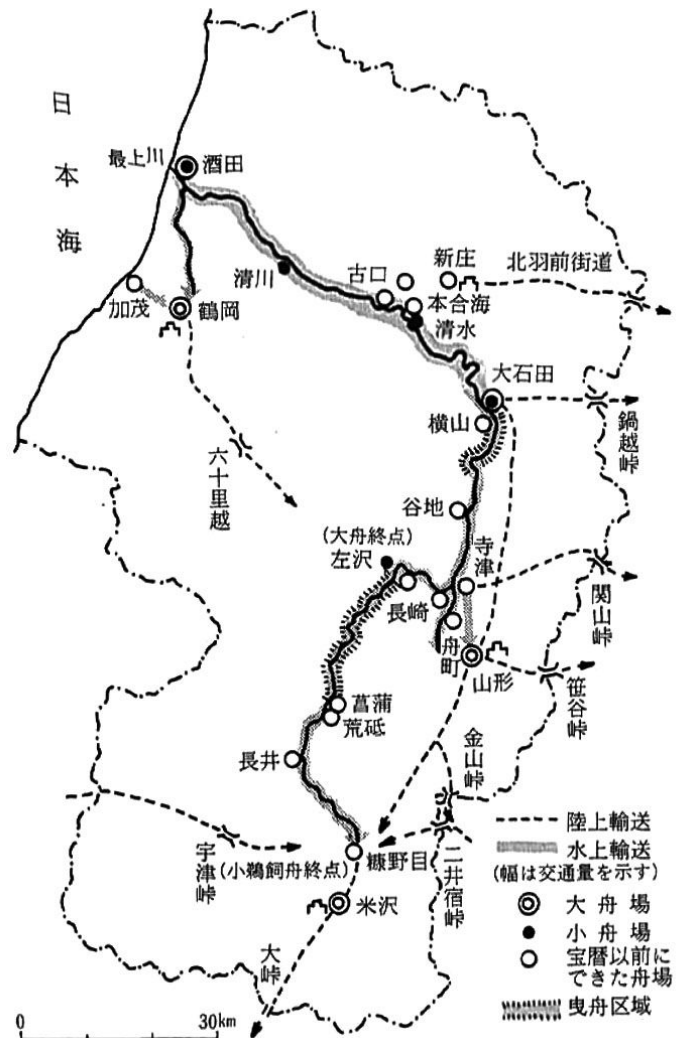 日本海
最上川
酒田
清川
古口
新庄
本合海
清水
北羽前街道
加茂
鶴岡
大石田
横山
鍋越峠
六十里越
谷地
(大舟終点)
左沢
寺津
長崎
関山峠
舟町
山形
笹谷峠
菖蒲
荒砥
金山峠
長井
宇津峠
(小鵜飼舟終点)
糠野目
二井宿峠
米沢
大峠
陸上輸送
水上輸送
(幅は交通量を示す)
大舟場
小舟場
宝暦以前に
できた舟場
曳舟区域
0 30km